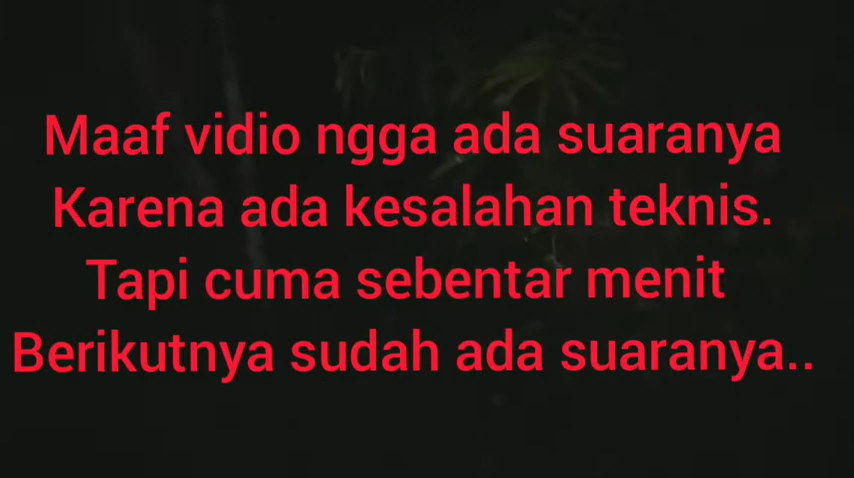 Maaf vidio ngga ada suaranya
Karena ada kesalahan teknis.
Tapi cuma sebentar menit
Berikutnya sudah ada suaranya..